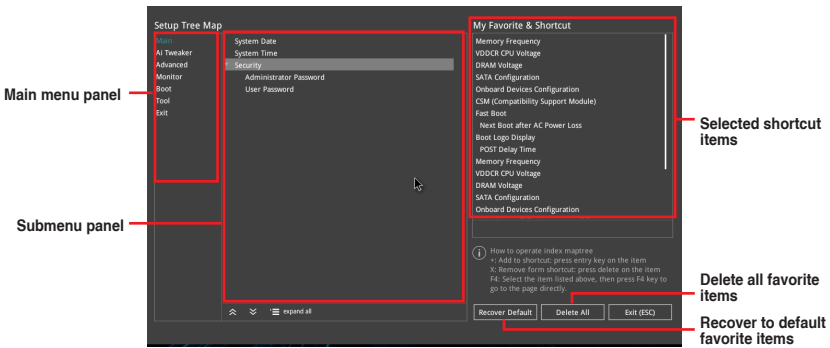 Setup Tree Map
My Favorite & Shortcut
Main
Ai Tweaker
Advanced
Monitor
Boot
Tool
Exit
System Date
System Time
Security
Administrator Password
User Password
Memory Frequency
VDDCR CPU Voltage
DRAM Voltage
SATA Configuration
Onboard Devices Configuration
CSM (Compatibility Support Module)
Fast Boot
Next Boot after AC Power Loss
Boot Logo Display
POST Delay Time
Memory Frequency
VDDCR CPU Voltage
DRAM Voltage
SATA Configuration
Onboard Devices Configuration
How to operate index maptree
+: Add to shortcut: press entry key on the item
X: Remove form shortcut: press delete on the item
F4: Select the item listed above, then press F4 key to
go to the page directly.
expand all
Recover Default
Delete All
Exit (ESC)
Main menu panel
Submenu panel
Selected shortcut
items
Delete all favorite
items
Recover to default
favorite items